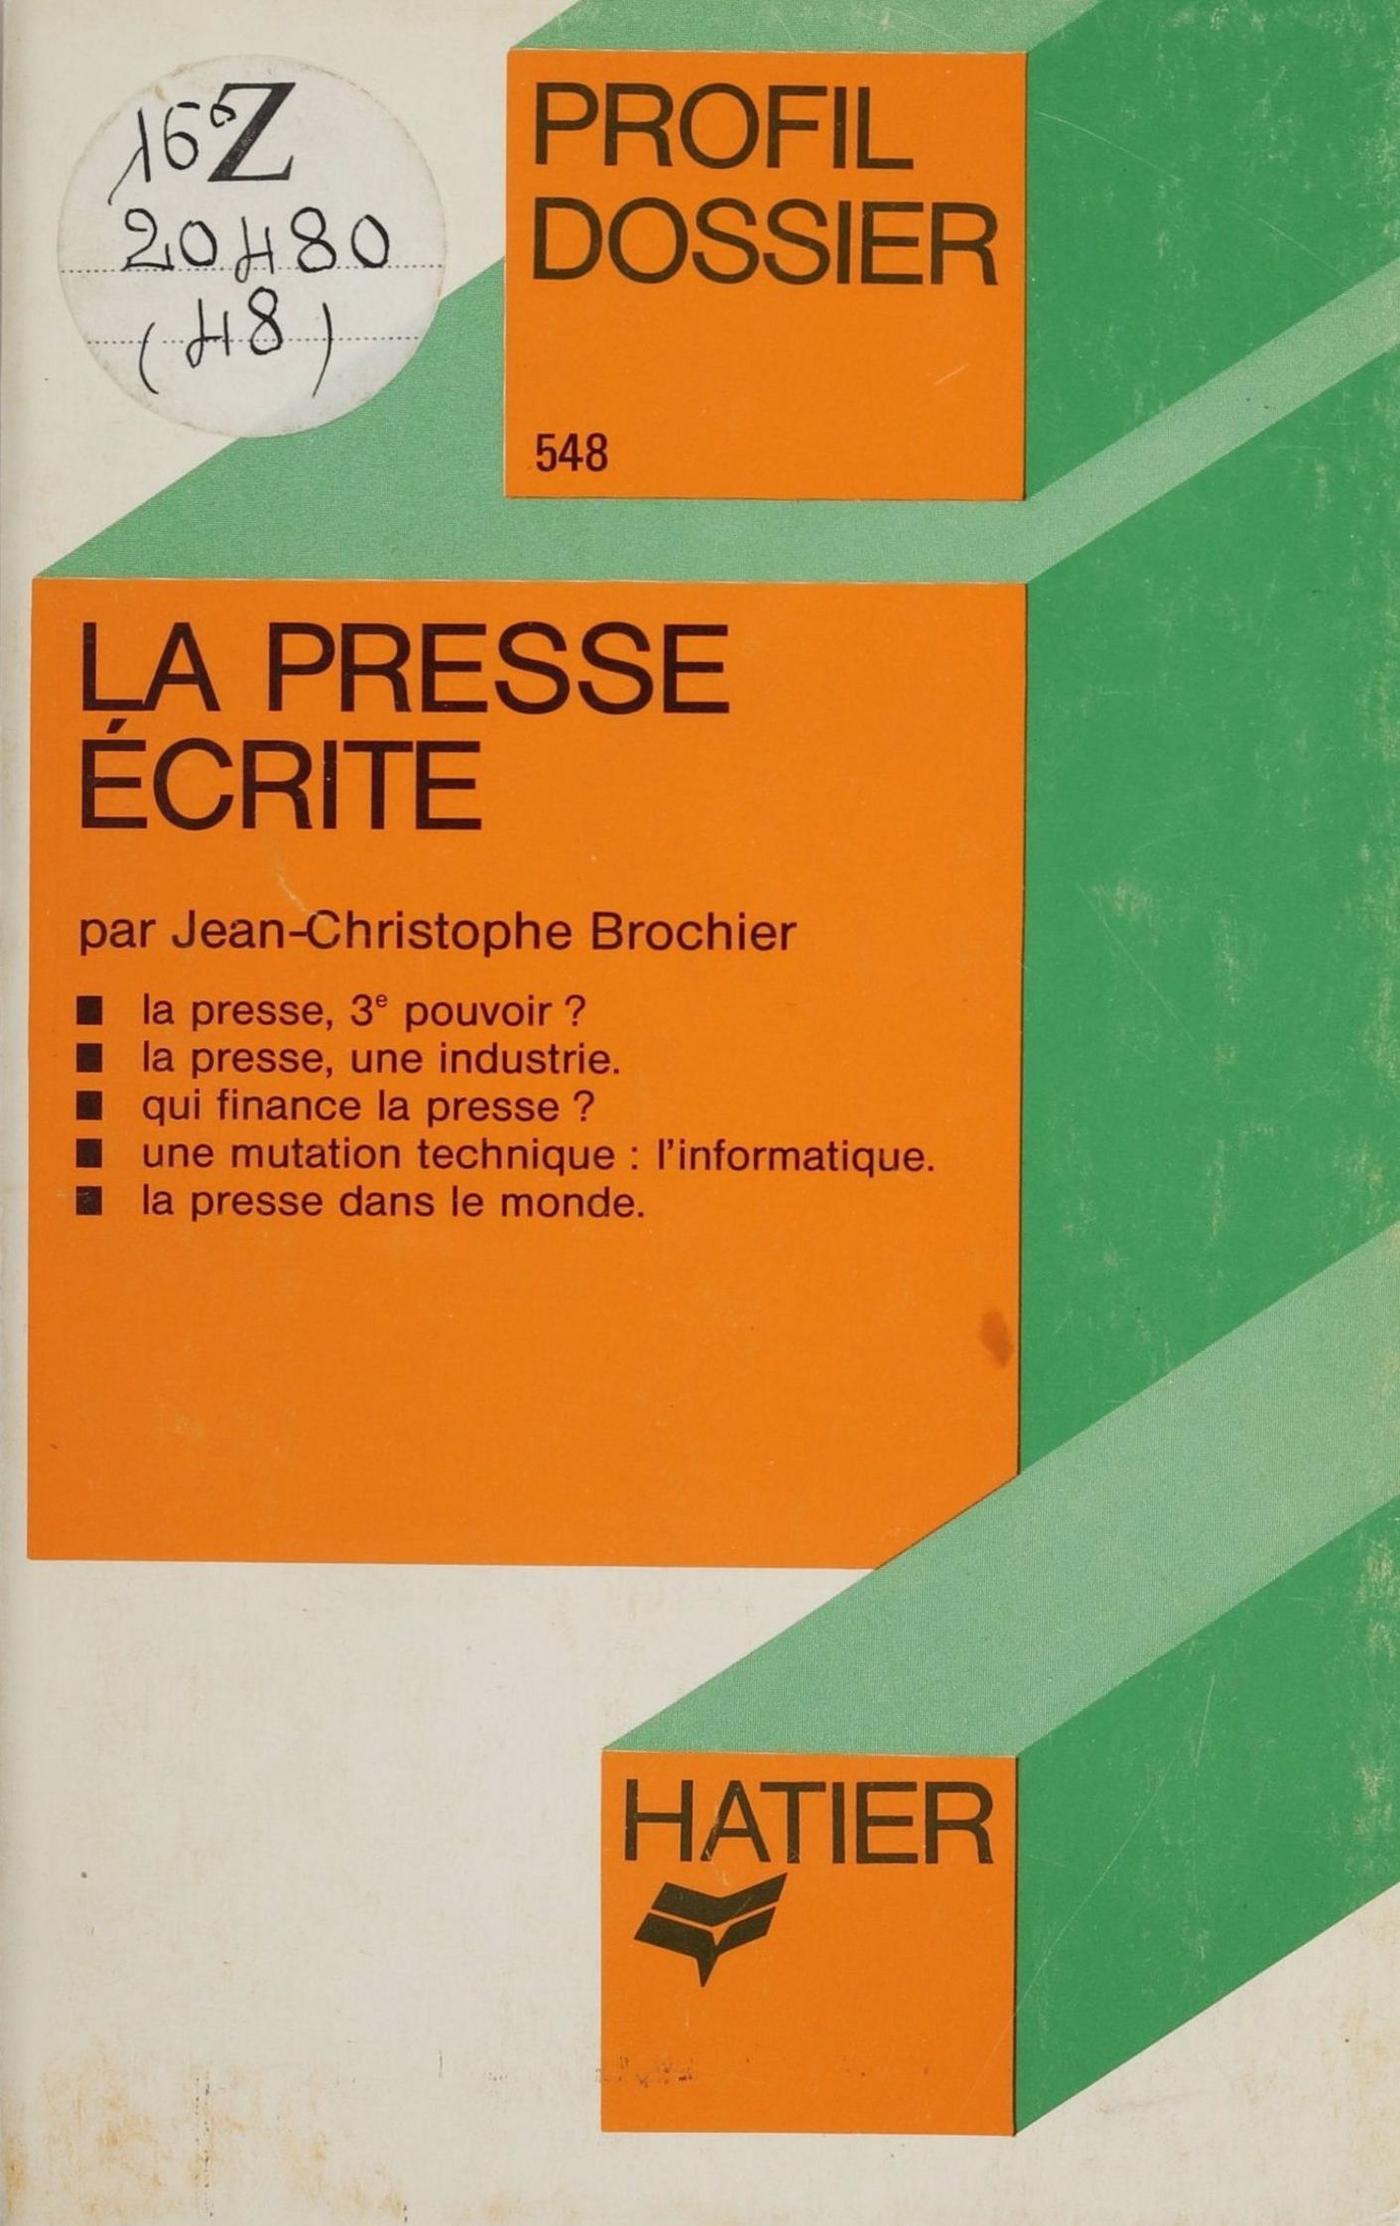 16° Z
20480
(48)
PROFIL
DOSSIER
548
LA PRESSE
ÉCRITE
par Jean-Christophe Brochier
■ la presse, 3e pouvoir ?
■ la presse, une industrie.
■ qui finance la presse ?
■ une mutation technique : l'informatique.
■ la presse dans le monde.
HATIER